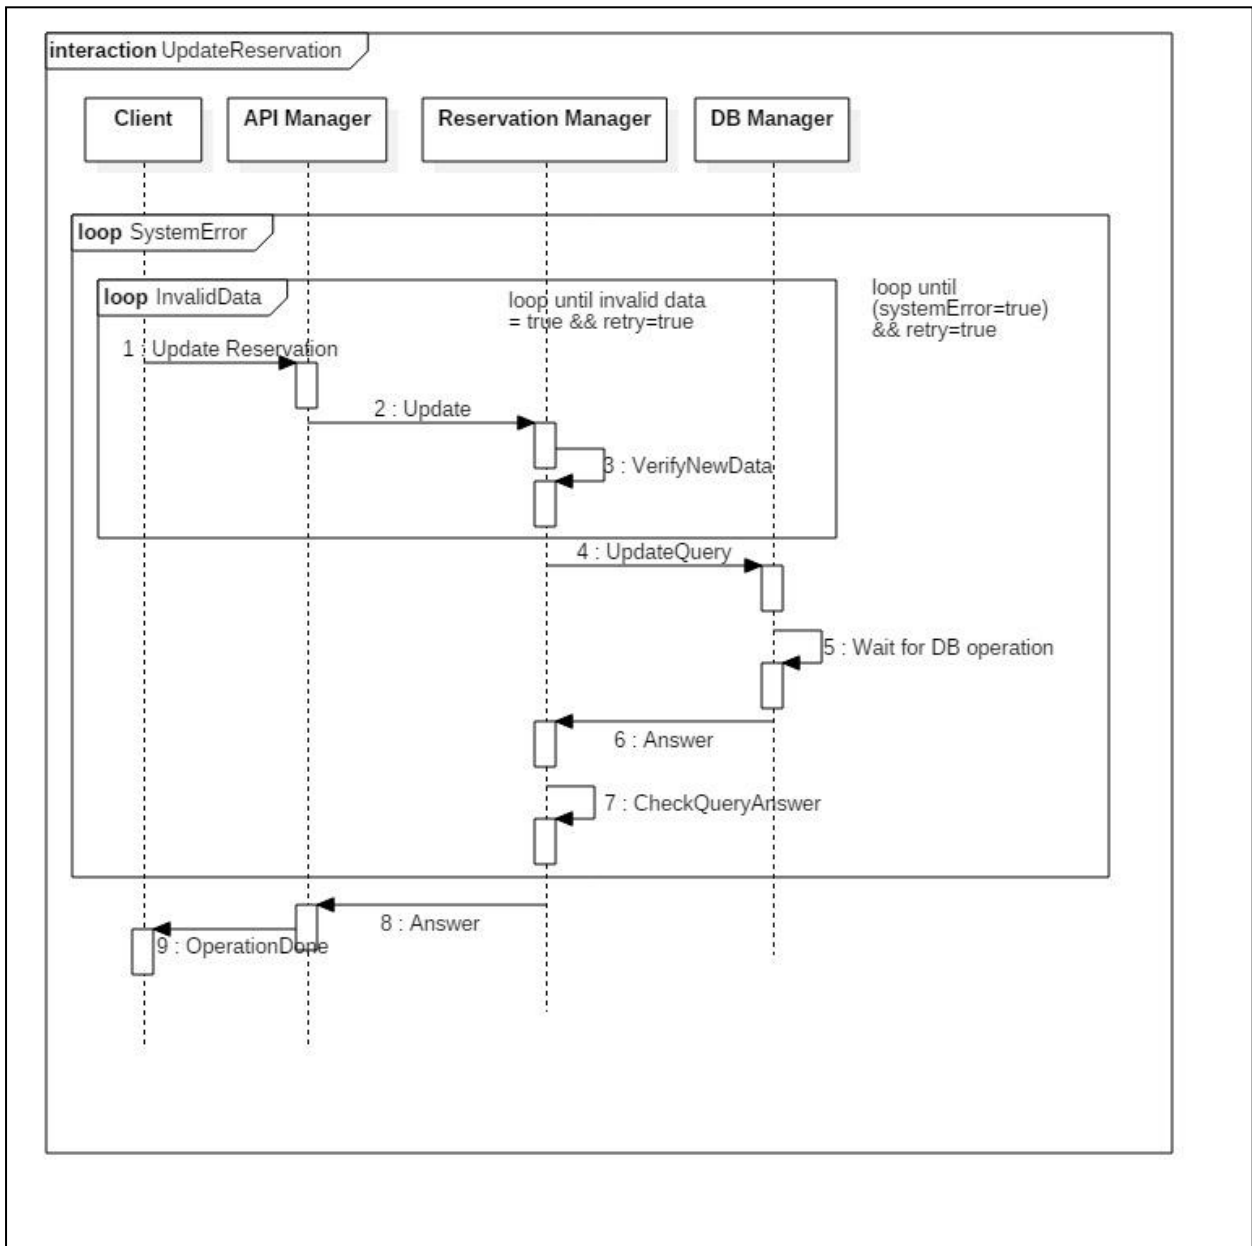 interaction UpdateReservation
Client
API Manager
Reservation Manager
DB Manager
loop SystemError
loop InvalidData
loop until invalid data
= true && retry=true
loop until
(systemError=true)
&& retry=true
1 : Update Reservation
2 : Update
3 : VerifyNewData
4 : UpdateQuery
5 : Wait for DB operation
6 : Answer
7 : CheckQueryAnswer
8 : Answer
9 : OperationDone